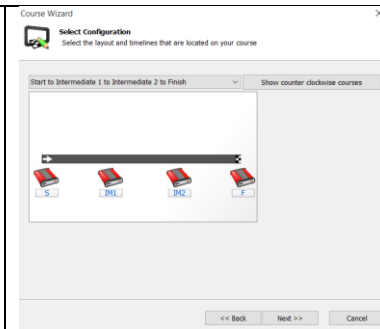 Course Wizard
Select Configuration
Select the layout and timelines that are located on your course
Start to Intermediate 1 to Intermediate 2 to Finish
Show counter clockwise courses
S IM1 IM2 F
<< Back Next >> Cancel